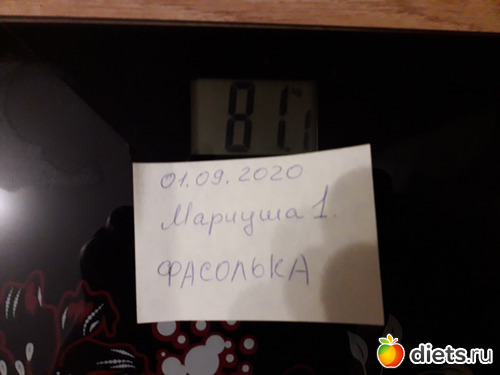 01.09.2020
Мариуша 1.
ФАСОЛЬКА
diets.ru